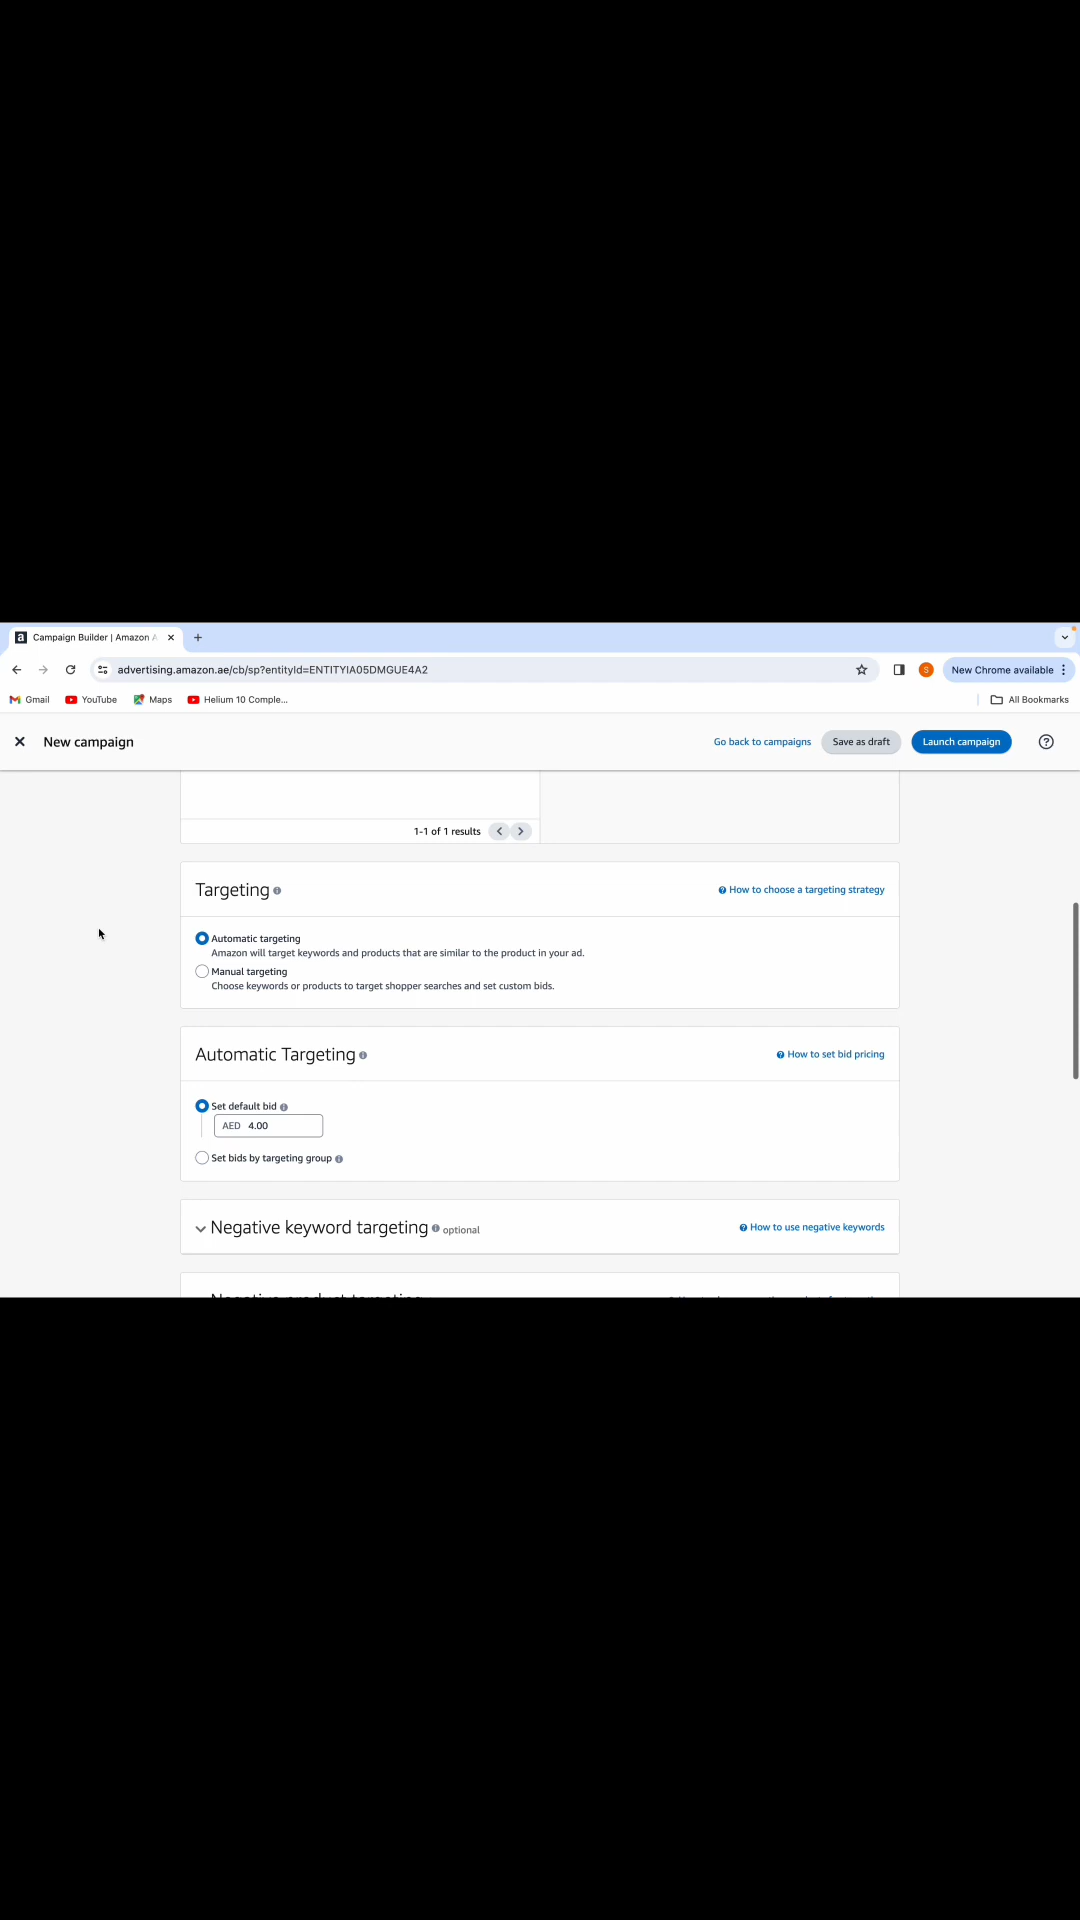 Campaign Builder | Amazon A
advertising.amazon.ae/cb/sp?entityId=ENTITYIA05DMGUE4A2
S
New Chrome available
Gmail
YouTube
Maps
Helium 10 Comple...
All Bookmarks
New campaign
Go back to campaigns
Save as draft
Launch campaign
1-1 of 1 results
Targeting
How to choose a targeting strategy
Automatic targeting
Amazon will target keywords and products that are similar to the product in your ad.
Manual targeting
Choose keywords or products to target shopper searches and set custom bids.
Automatic Targeting
How to set bid pricing
Set default bid
AED 4.00
Set bids by targeting group
Negative keyword targeting optional
How to use negative keywords
Negative product targeting